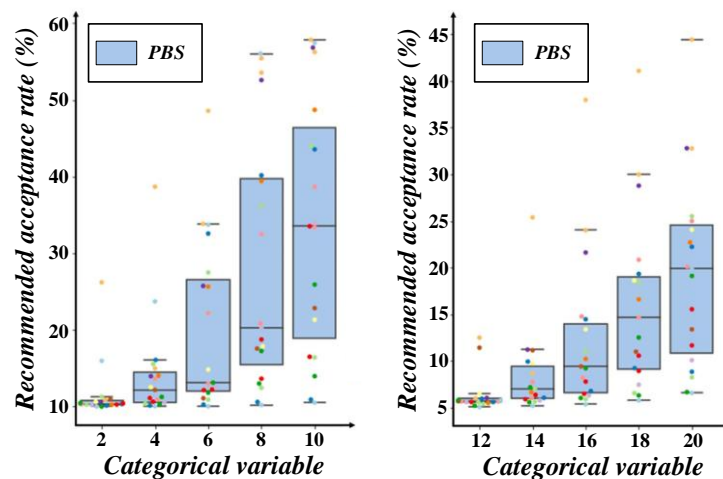 Recommended acceptance rate (%)
60
50
40
30
20
10
PBS
2 4 6 8 10
Categorical variable
Recommended acceptance rate (%)
45
40
35
30
25
20
15
10
5
PBS
12 14 16 18 20
Categorical variable